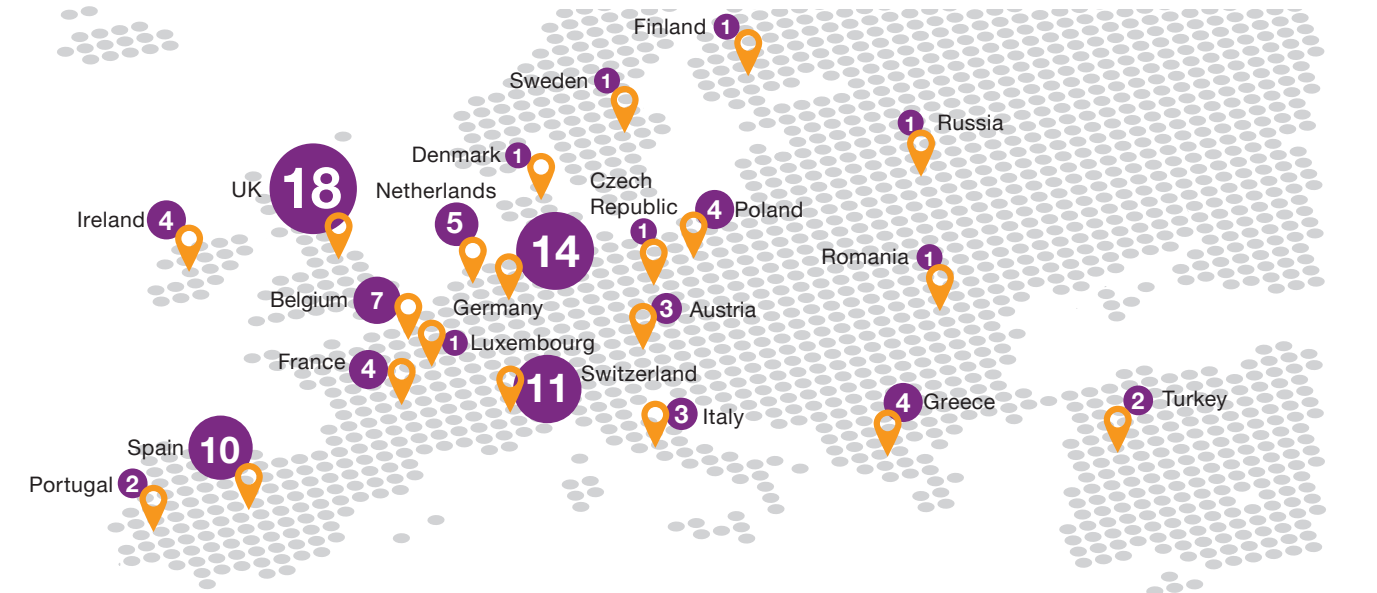 Finland 1
Sweden 1
1 Russia
Denmark 1
UK 18
Netherlands
5
Czech
Republic
1
4 Poland
Ireland 4
14
Germany
Romania 1
Belgium 7
3 Austria
1 Luxembourg
France 4
11 Switzerland
3 Italy
4 Greece
2 Turkey
Spain 10
Portugal 2